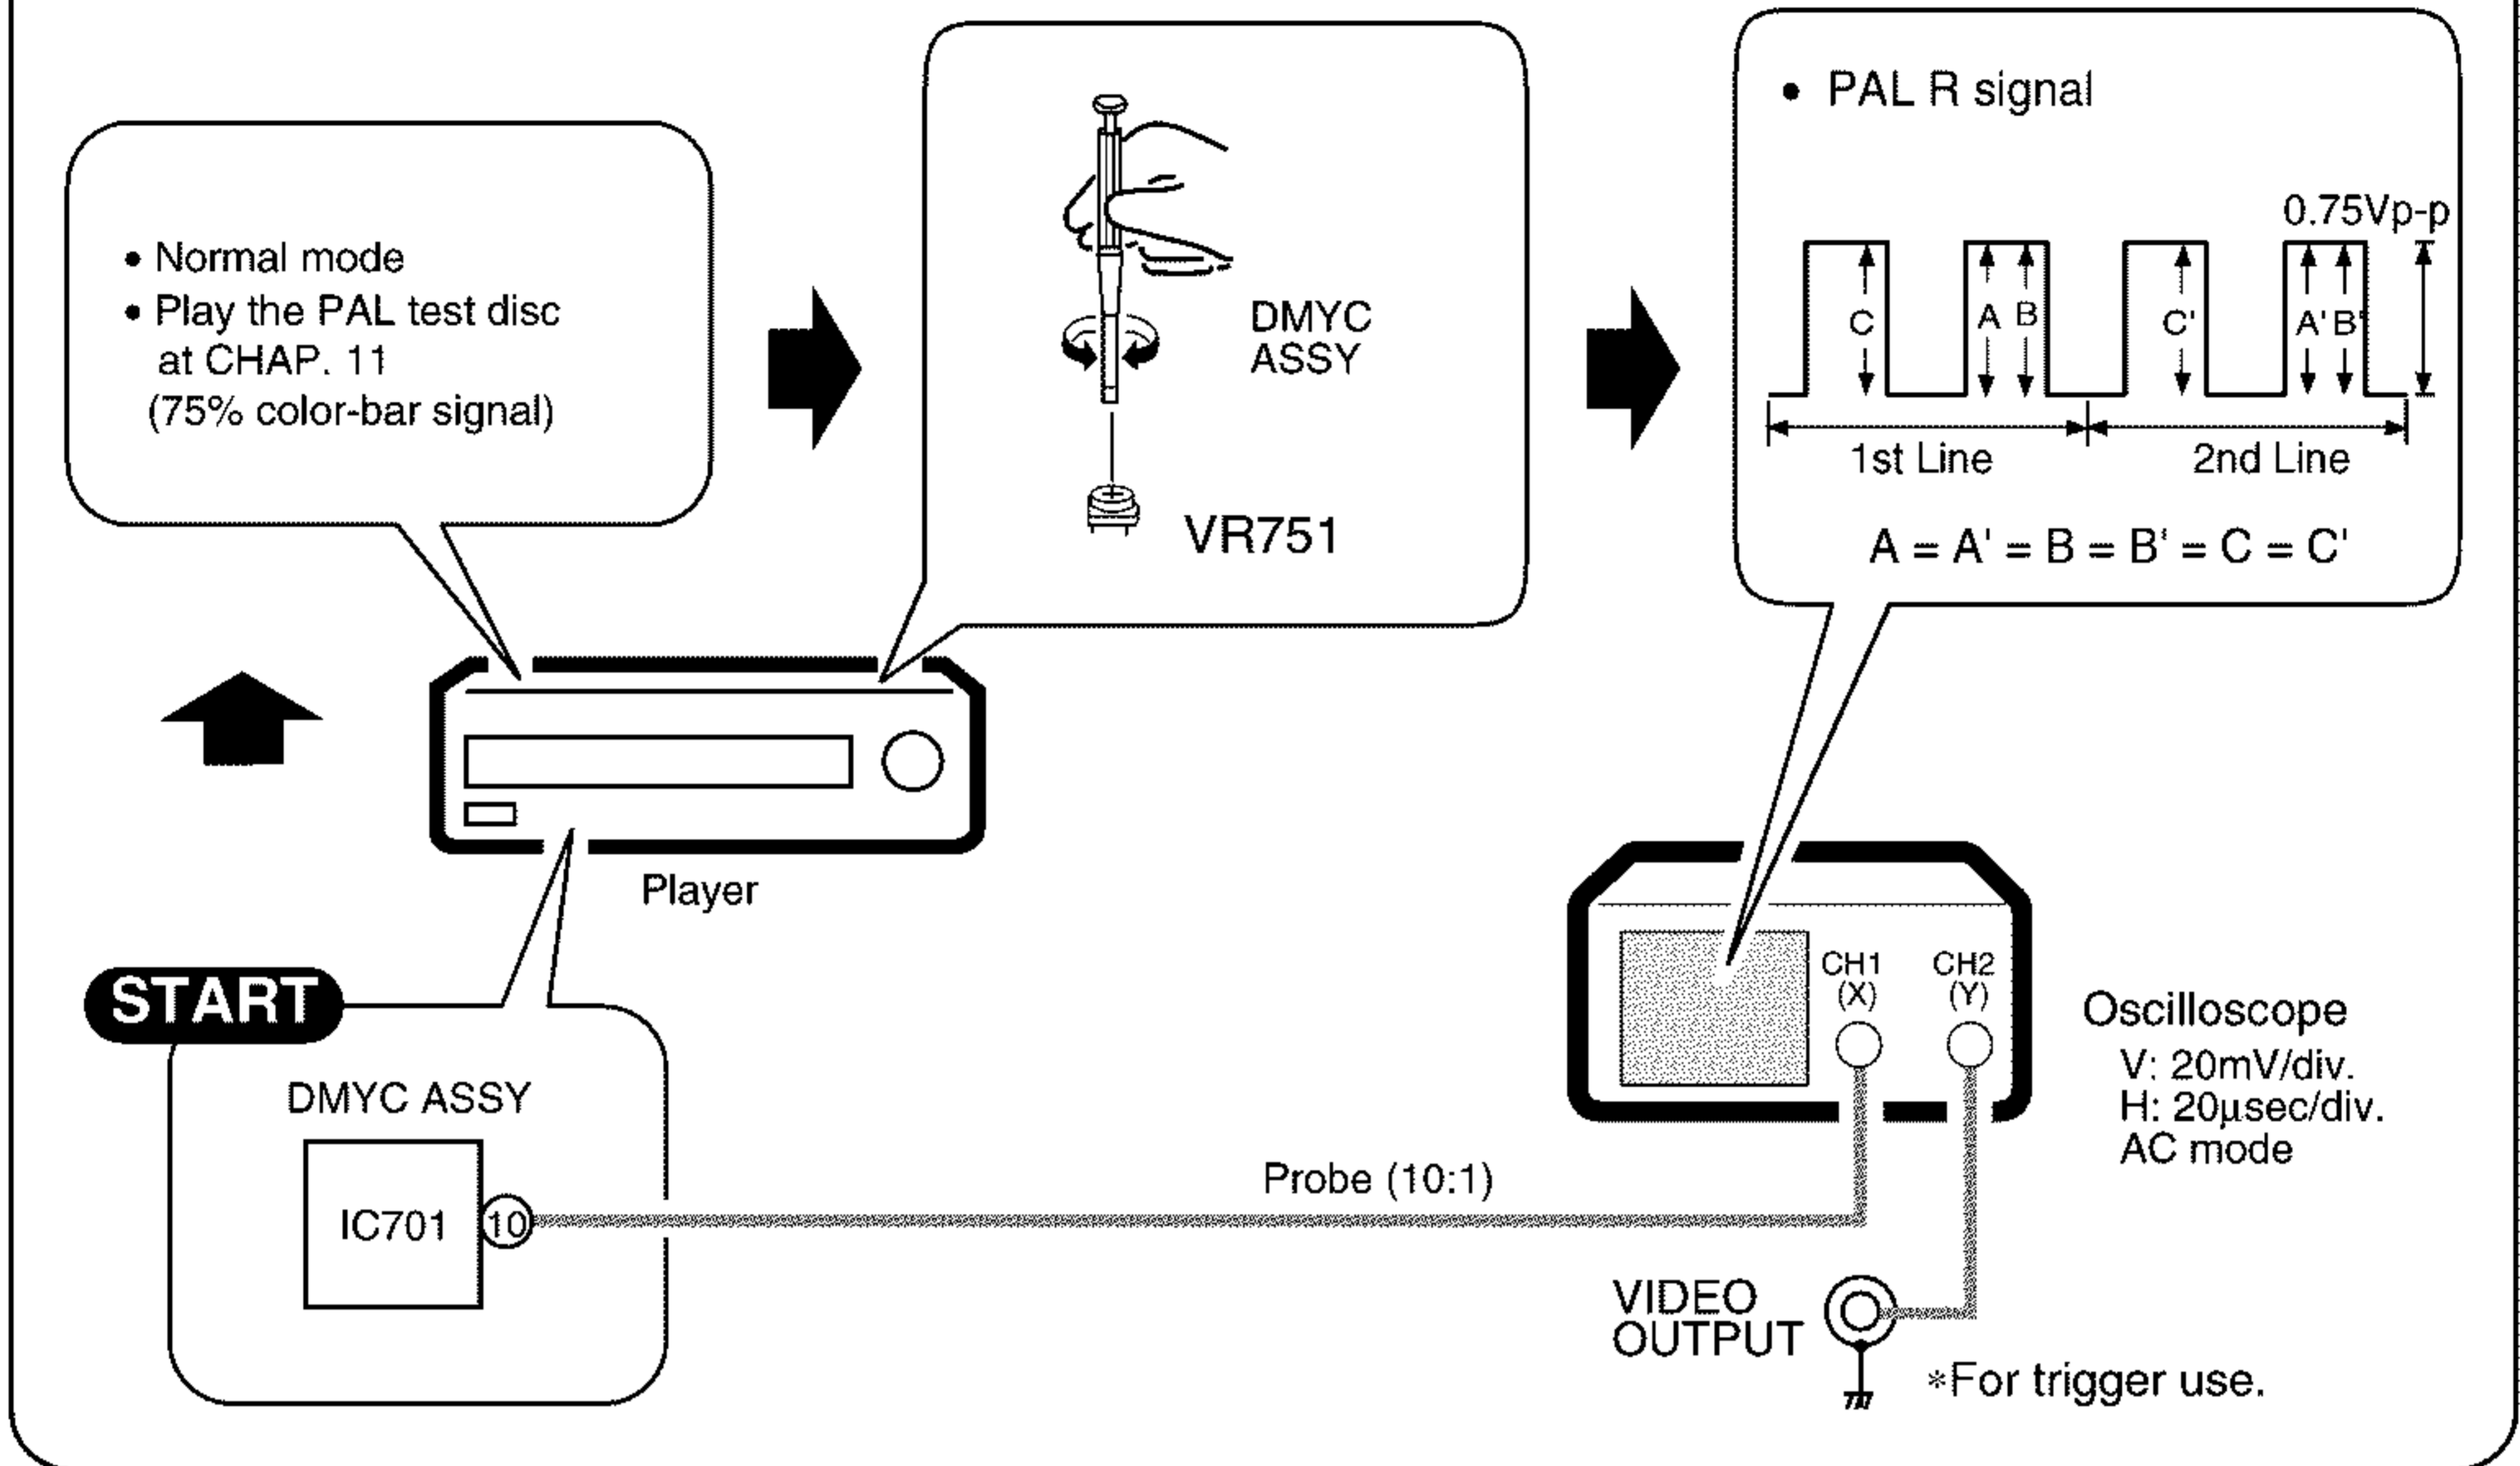 • Normal mode
• Play the PAL test disc
at CHAP. 11
(75% color-bar signal)
DMYC
ASSY
VR751
• PAL R signal
0.75Vp-p
C A B C' A' B'
1st Line 2nd Line
A = A' = B = B' = C = C'
Player
START
DMYC ASSY
IC701 10
Probe (10:1)
CH1 CH2
(X) (Y)
Oscilloscope
V: 20mV/div.
H: 20µsec/div.
AC mode
VIDEO
OUTPUT
*For trigger use.